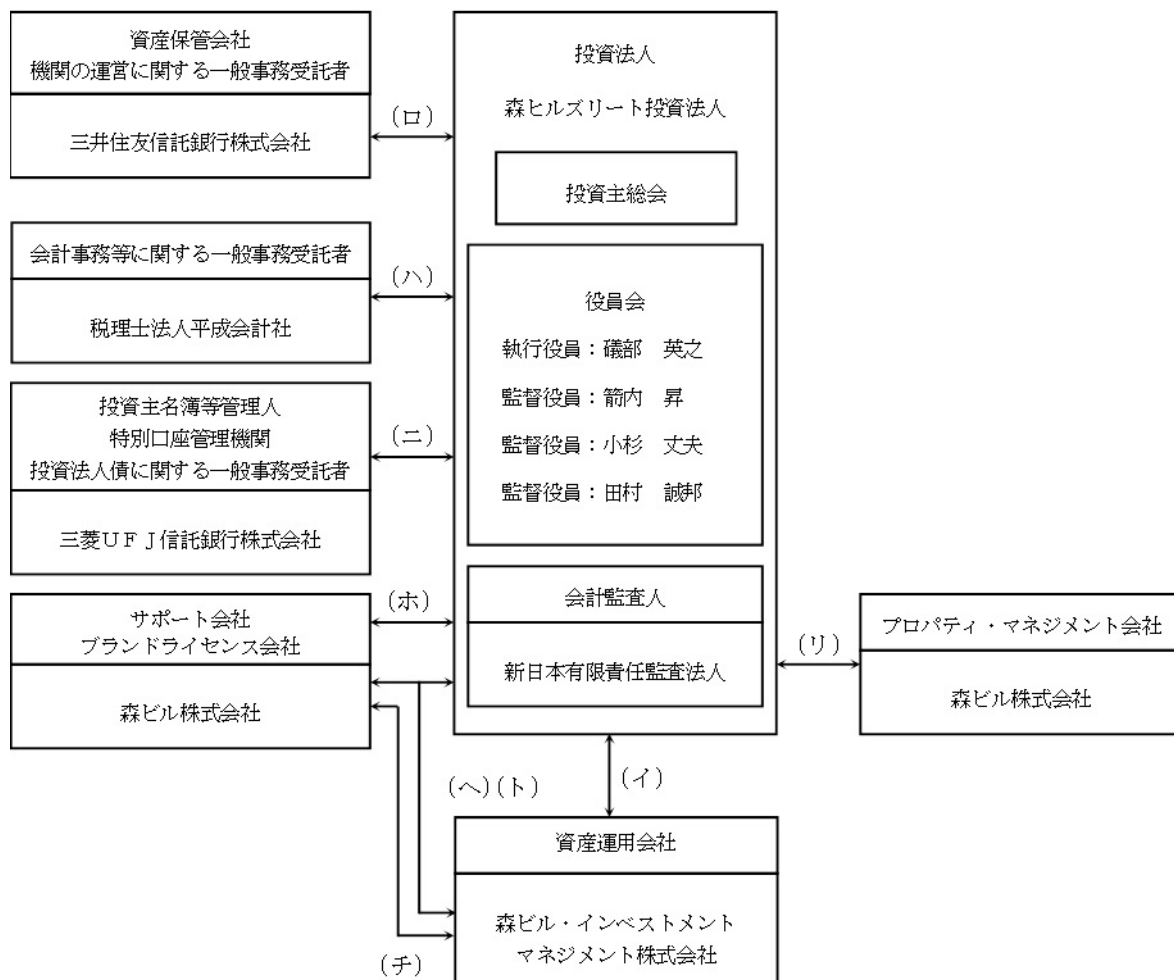 資産保管会社
機関の運営に関する一般事務受託者
三井住友信託銀行株式会社
(ロ)
会計事務等に関する一般事務受託者
税理士法人平成会計社
(ハ)
投資主名簿等管理人
特別口座管理機関
投資法人債に関する一般事務受託者
三菱UFJ信託銀行株式会社
(ニ)
サポート会社
ブランドライセンス会社
森ビル株式会社
(ホ)
投資法人
森ヒルズリート投資法人
投資主総会
役員会
執行役員:礒部 英之
監督役員:箭内 昇
監督役員:小杉 丈夫
監督役員:田村 誠邦
会計監査人
新日本有限責任監査法人
(リ)
プロパティ・マネジメント会社
森ビル株式会社
(ヘ)(ト)
(イ)
資産運用会社
森ビル・インベストメント
マネジメント株式会社
(チ)